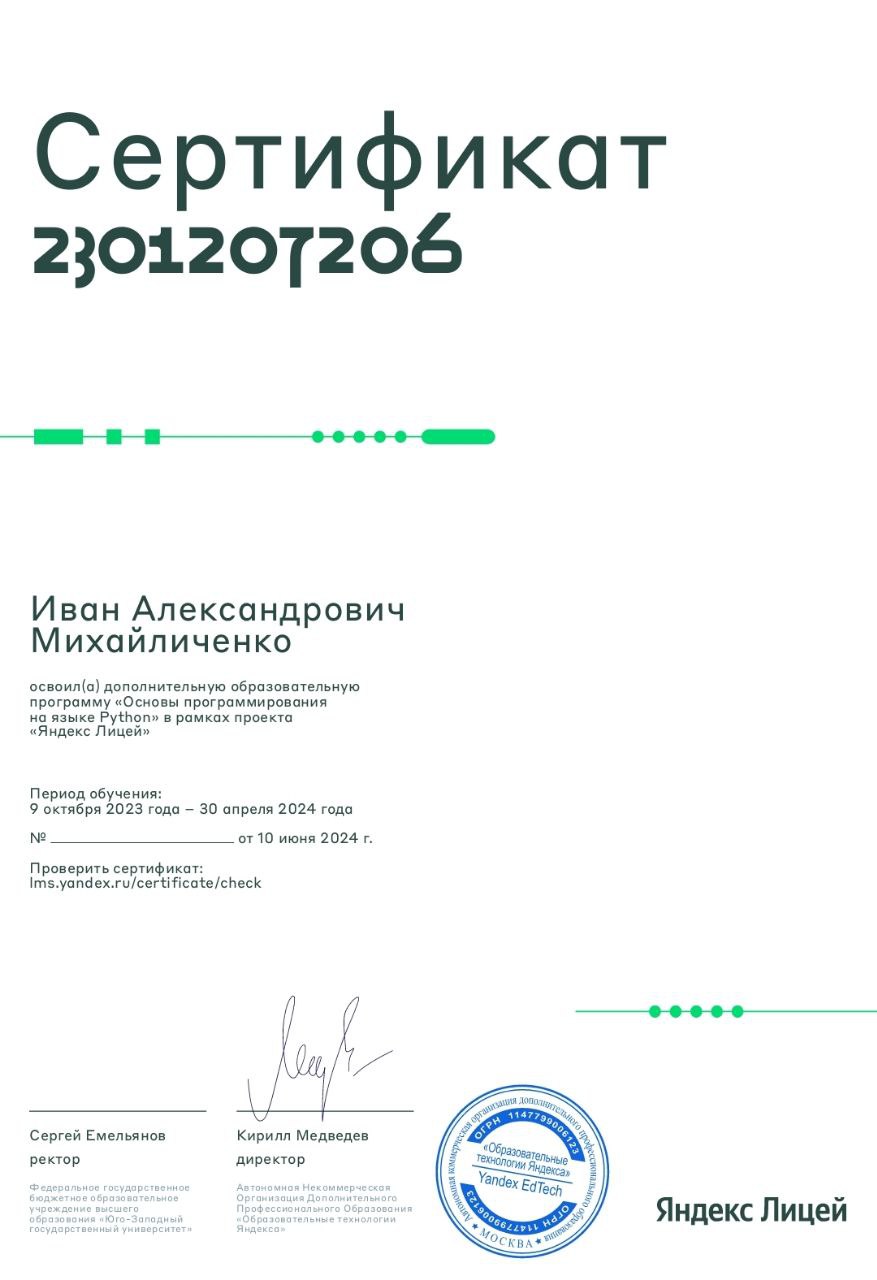 Сертификат
2301207206
Иван Александрович
Михайличенко
освоил(а) дополнительную образовательную
программу «Основы программирования
на языке Python» в рамках проекта
«Яндекс Лицей»
Период обучения:
9 октября 2023 года – 30 апреля 2024 года
№ ____________________ от 10 июня 2024 г.
Проверить сертификат:
lms.yandex.ru/certificate/check
Сергей Емельянов
ректор
Федеральное государственное
бюджетное образовательное
учреждение высшего
образования «Юго-Западный
государственный университет»
Кирилл Медведев
директор
Автономная Некоммерческая
Организация Дополнительного
Профессионального Образования
«Образовательные технологии
Яндекса»
Автономная некоммерческая организация дополнительного профессионального образования
★ МОСКВА ★
ОГРН 1147799006123
«Образовательные
технологии Яндекса»
Yandex EdTech
ОГРН 1147799006123
Яндекс Лицей